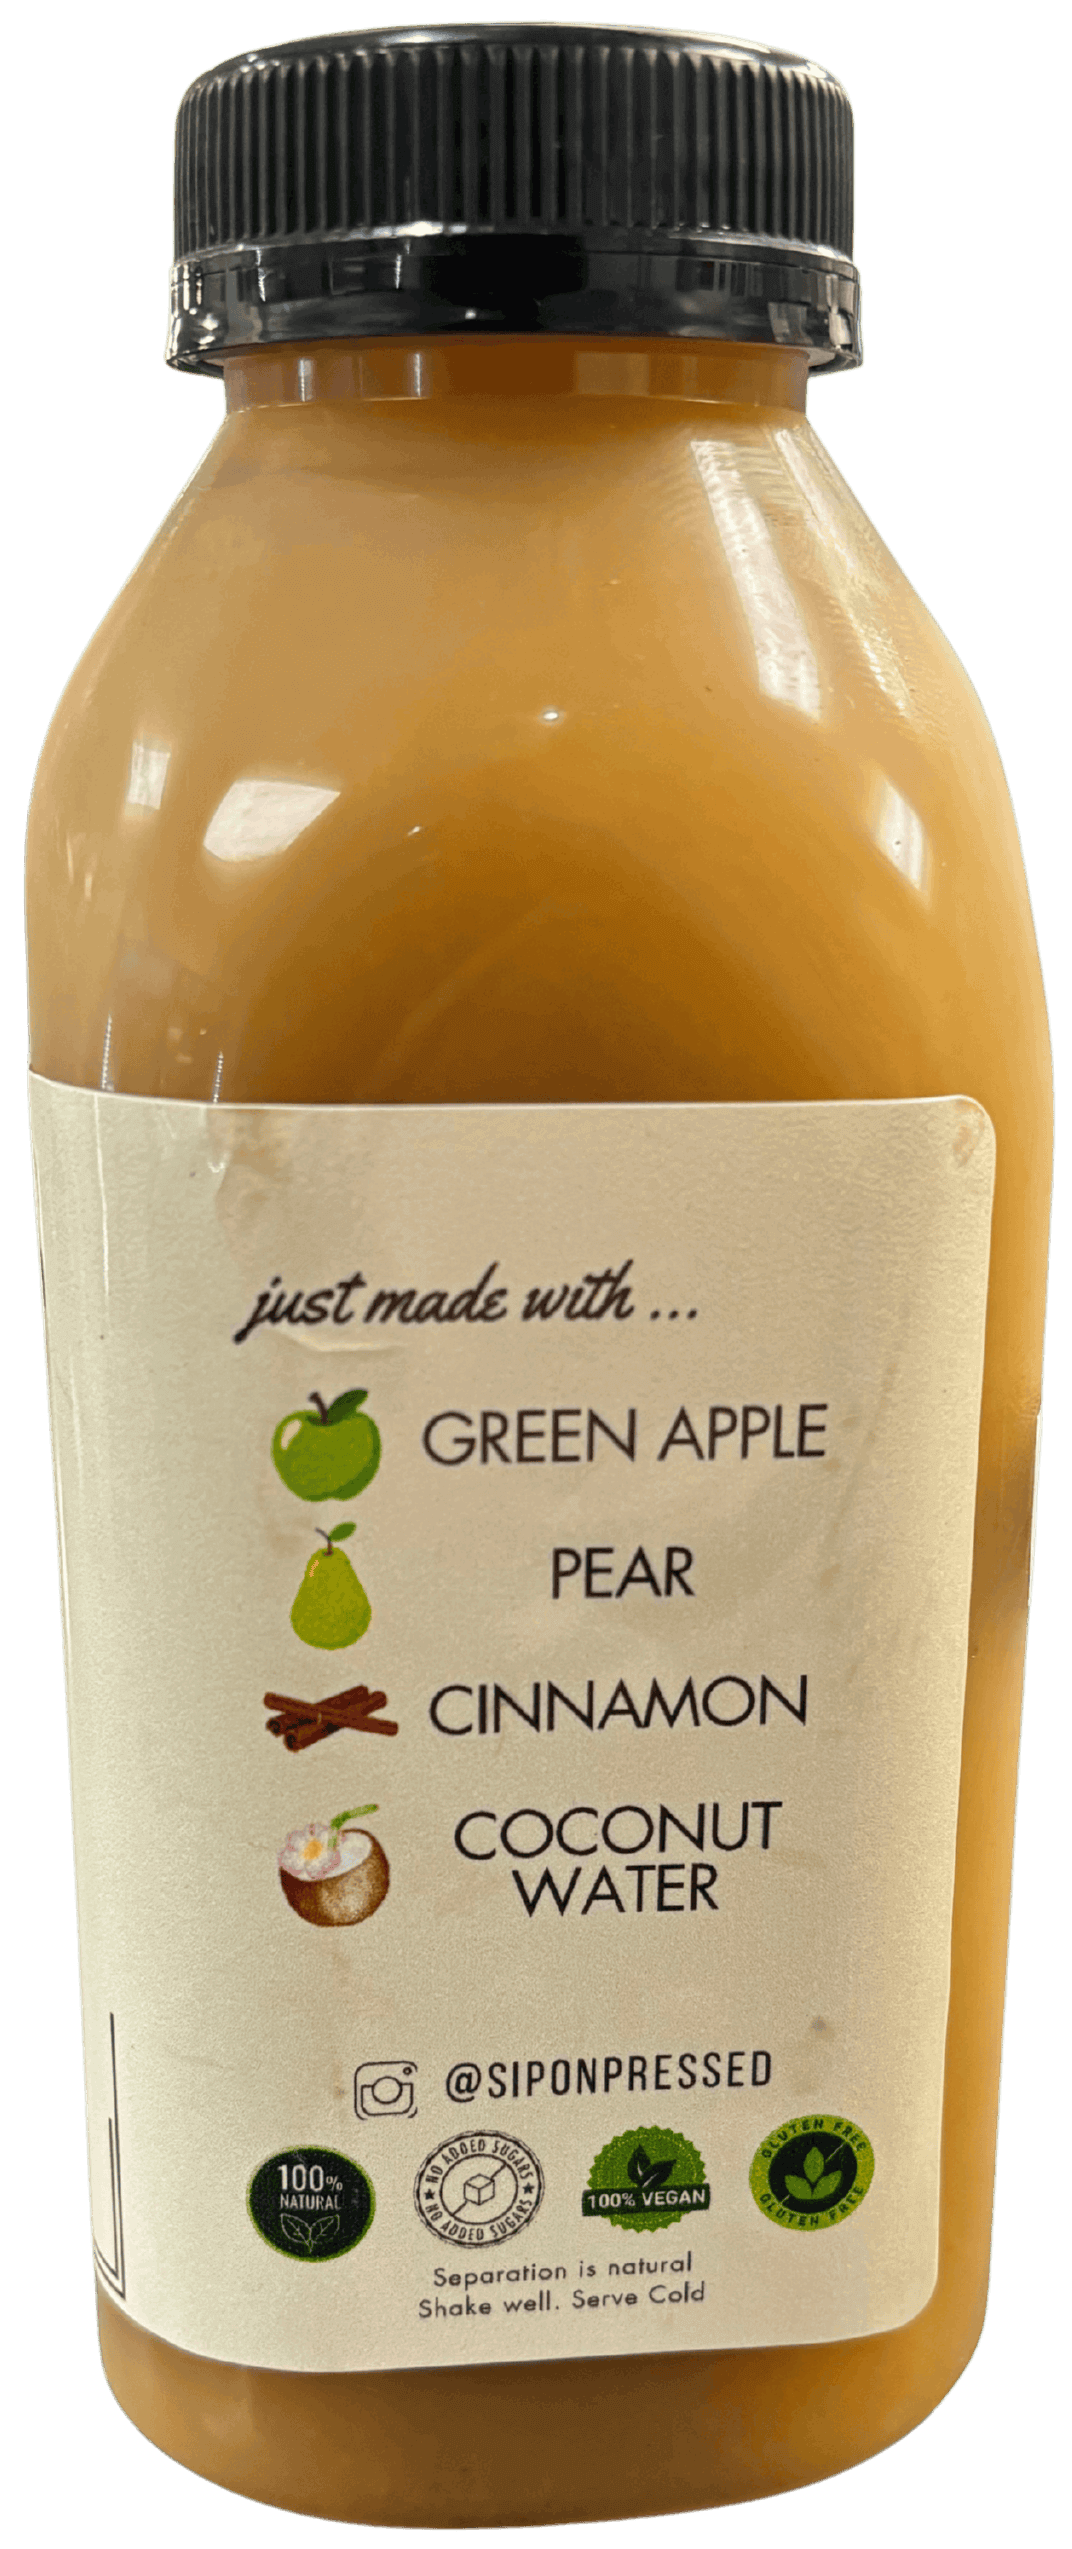 just made with ...
GREEN APPLE
PEAR
CINNAMON
COCONUT
WATER
@SIPONPRESSED
100%
NATURAL
NO ADDED SUGARS
NO ADDED SUGARS
100% VEGAN
GLUTEN FREE
GLUTEN FREE
Separation is natural
Shake well. Serve Cold